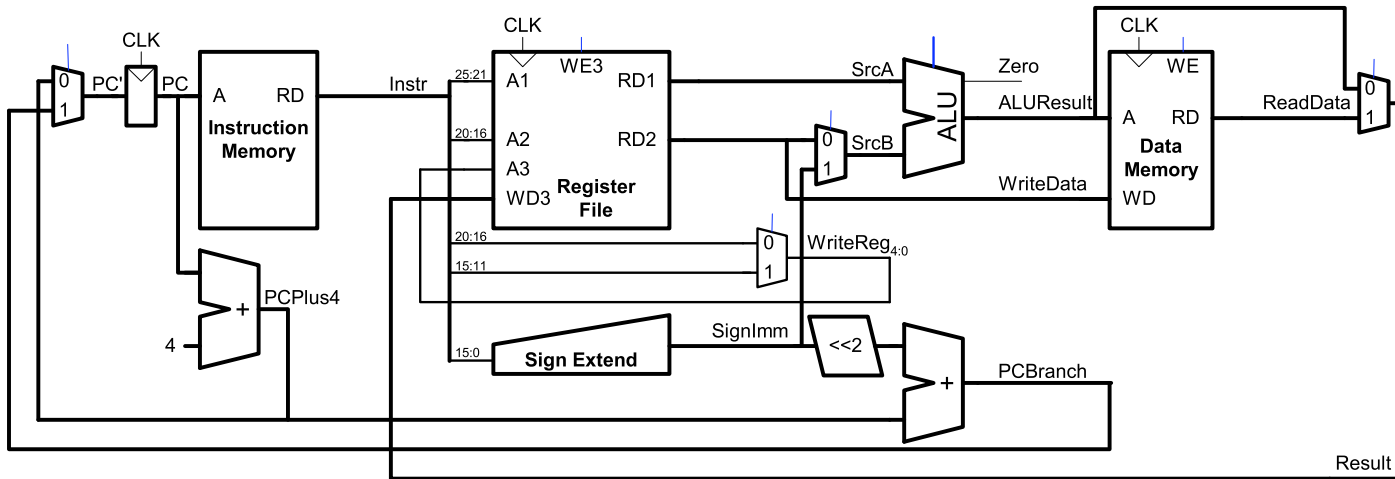 CLK
CLK
CLK
0
1
PC'
PC
A
RD
Instruction
Memory
Instr
25:21
20:16
A1
A2
A3
WD3
WE3
RD1
RD2
Register
File
SrcA
0
1
SrcB
ALU
Zero
ALUResult
WriteData
A
RD
WE
Data
Memory
WD
ReadData
0
1
20:16
15:11
0
1
WriteReg4:0
4
+
PCPlus4
15:0
Sign Extend
SignImm
<<2
+
PCBranch
Result